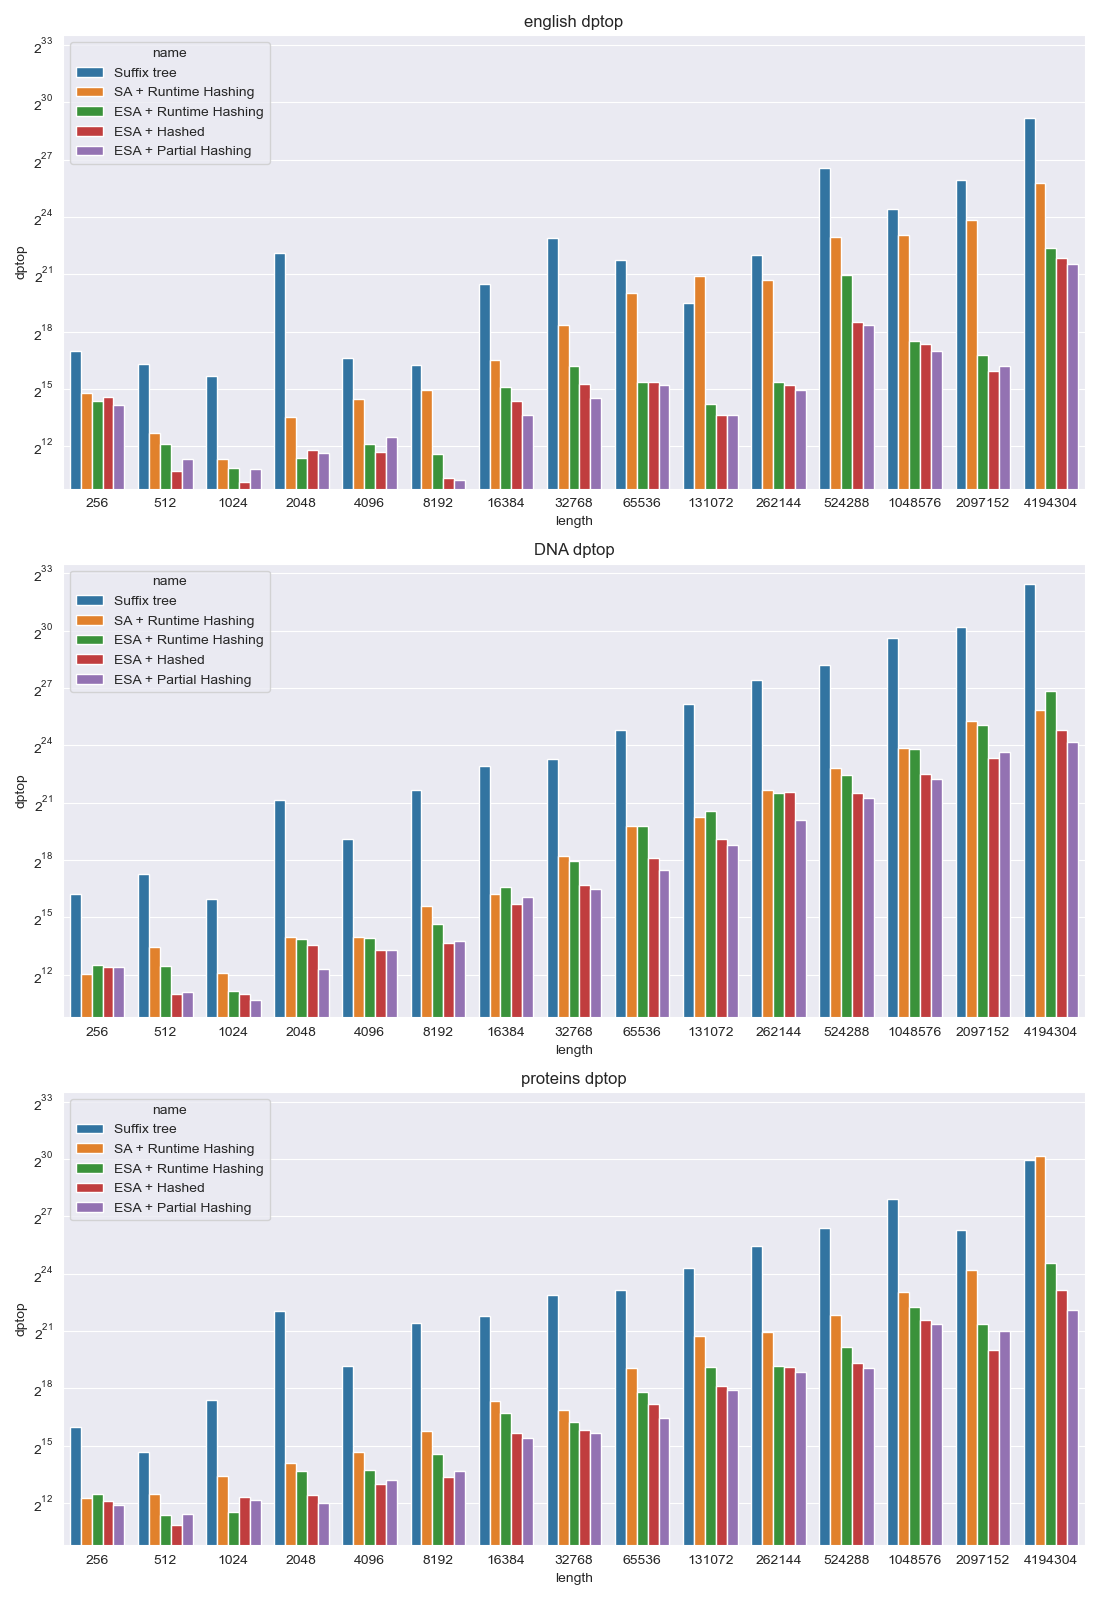 english dptop
2^33
2^30
2^27
2^24
2^21
2^18
2^15
2^12
dptop
name
Suffix tree
SA + Runtime Hashing
ESA + Runtime Hashing
ESA + Hashed
ESA + Partial Hashing
256 512 1024 2048 4096 8192 16384 32768 65536 131072 262144 524288 1048576 2097152 4194304
length
DNA dptop
2^33
2^30
2^27
2^24
2^21
2^18
2^15
2^12
dptop
name
Suffix tree
SA + Runtime Hashing
ESA + Runtime Hashing
ESA + Hashed
ESA + Partial Hashing
256 512 1024 2048 4096 8192 16384 32768 65536 131072 262144 524288 1048576 2097152 4194304
length
proteins dptop
2^33
2^30
2^27
2^24
2^21
2^18
2^15
2^12
dptop
name
Suffix tree
SA + Runtime Hashing
ESA + Runtime Hashing
ESA + Hashed
ESA + Partial Hashing
256 512 1024 2048 4096 8192 16384 32768 65536 131072 262144 524288 1048576 2097152 4194304
length